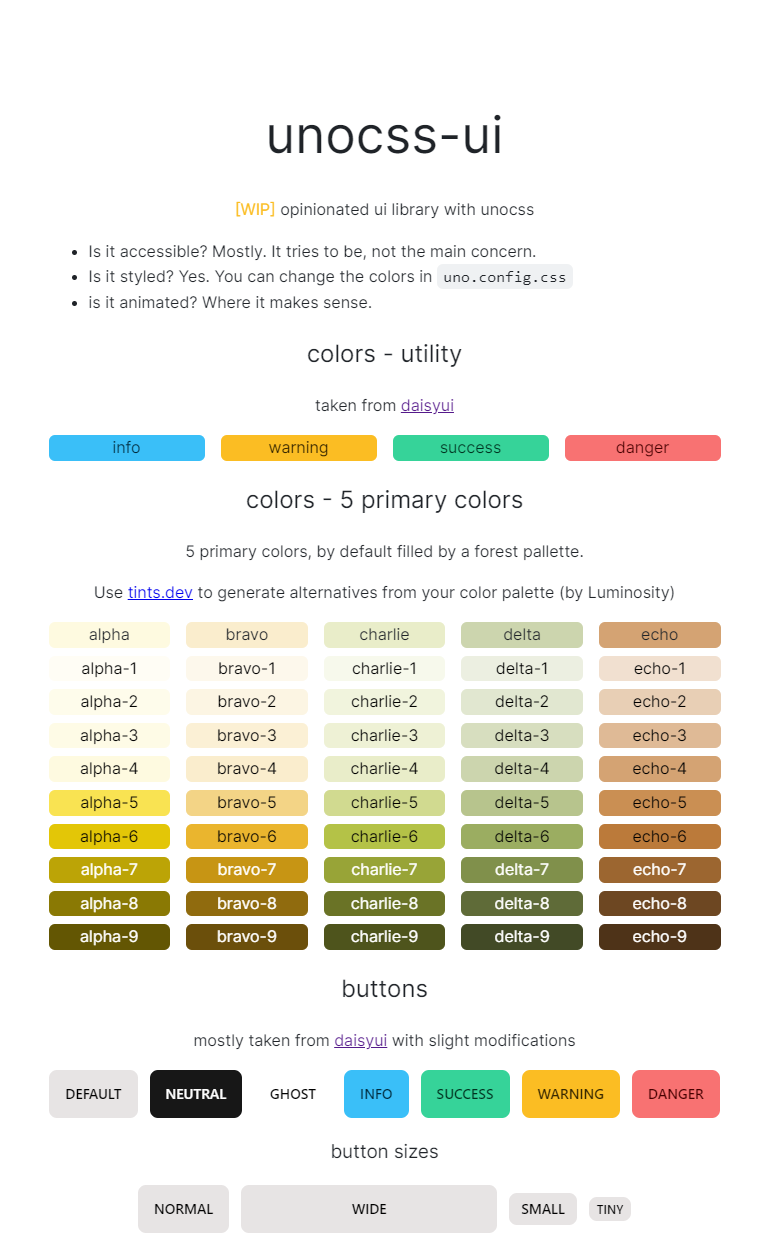 unocss-ui
[WIP] opinionated ui library with unocss
• Is it accessible? Mostly. It tries to be, not the main concern.
• Is it styled? Yes. You can change the colors in uno.config.css
• is it animated? Where it makes sense.
colors - utility
taken from daisyui
info warning success danger
colors - 5 primary colors
5 primary colors, by default filled by a forest pallette.
Use tints.dev to generate alternatives from your color palette (by Luminosity)
alpha bravo charlie delta echo
alpha-1 bravo-1 charlie-1 delta-1 echo-1
alpha-2 bravo-2 charlie-2 delta-2 echo-2
alpha-3 bravo-3 charlie-3 delta-3 echo-3
alpha-4 bravo-4 charlie-4 delta-4 echo-4
alpha-5 bravo-5 charlie-5 delta-5 echo-5
alpha-6 bravo-6 charlie-6 delta-6 echo-6
alpha-7 bravo-7 charlie-7 delta-7 echo-7
alpha-8 bravo-8 charlie-8 delta-8 echo-8
alpha-9 bravo-9 charlie-9 delta-9 echo-9
buttons
mostly taken from daisyui with slight modifications
DEFAULT NEUTRAL GHOST INFO SUCCESS WARNING DANGER
button sizes
NORMAL WIDE SMALL TINY